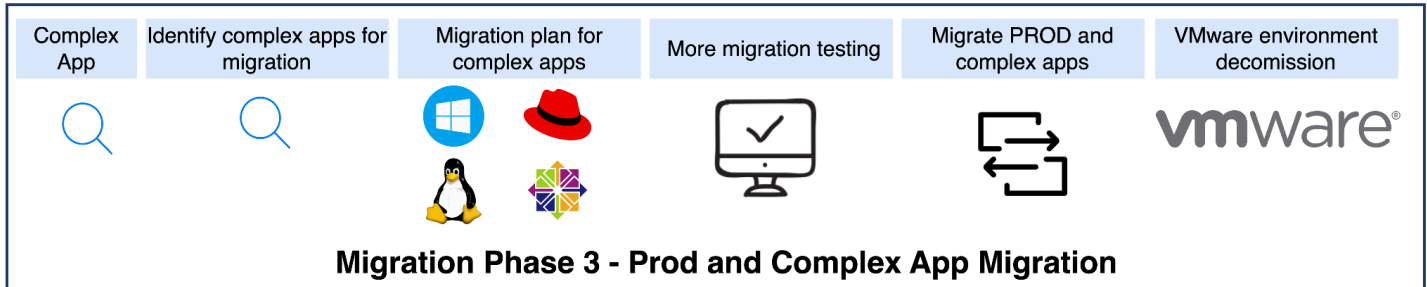 Complex
App
Identify complex apps for
migration
Migration plan for
complex apps
More migration testing
Migrate PROD and
complex apps
VMware environment
decomission
vmware®
Migration Phase 3 - Prod and Complex App Migration